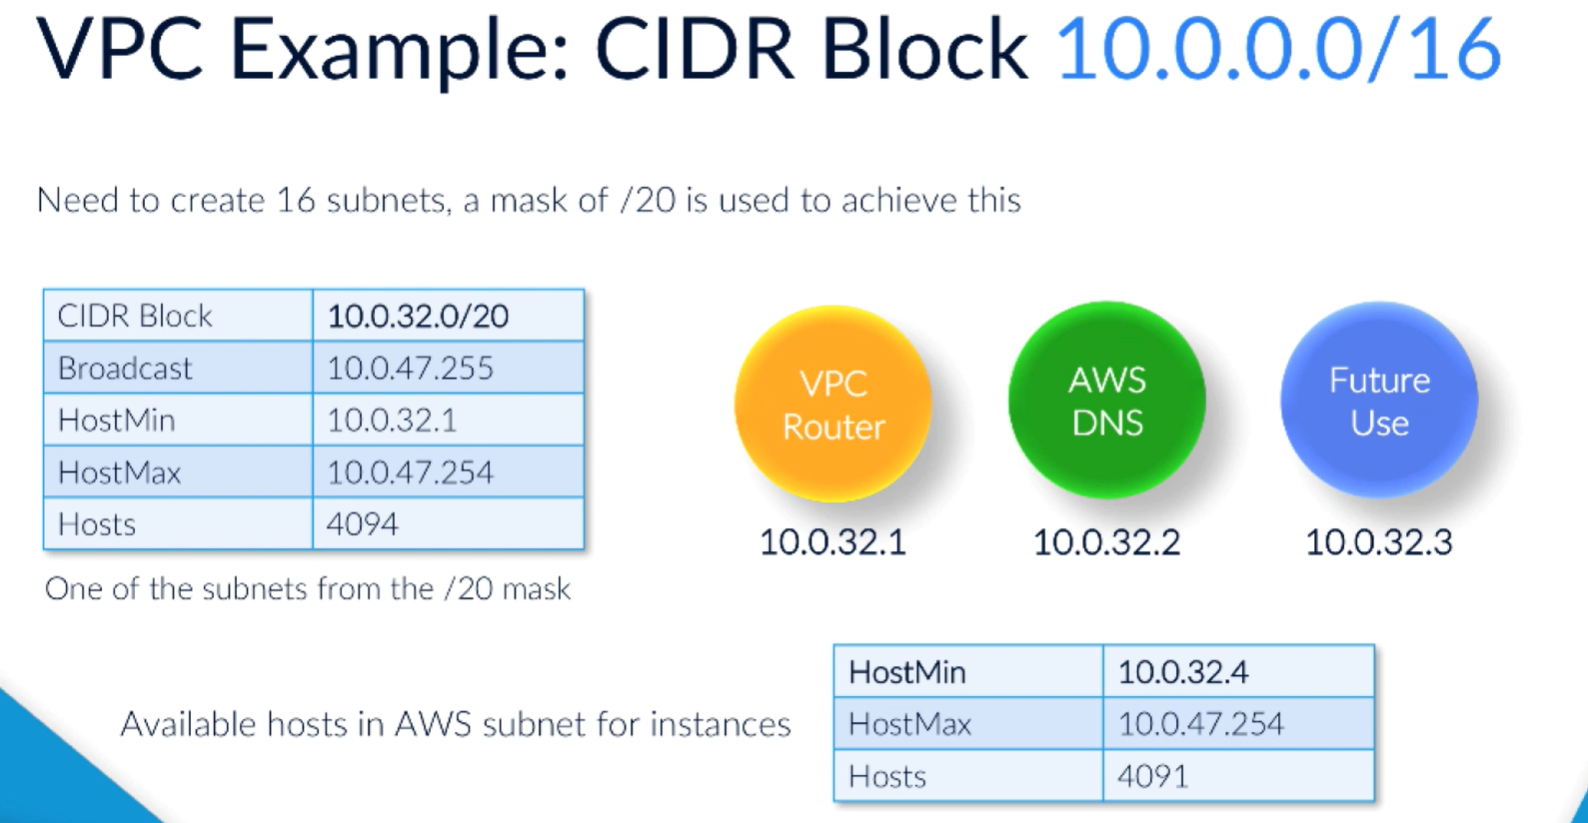 VPC Example: CIDR Block 10.0.0.0/16
Need to create 16 subnets, a mask of /20 is used to achieve this
CIDR Block 10.0.32.0/20
Broadcast 10.0.47.255
HostMin 10.0.32.1
HostMax 10.0.47.254
Hosts 4094
One of the subnets from the /20 mask
VPC
Router
10.0.32.1
AWS
DNS
10.0.32.2
Future
Use
10.0.32.3
Available hosts in AWS subnet for instances
HostMin 10.0.32.4
HostMax 10.0.47.254
Hosts 4091